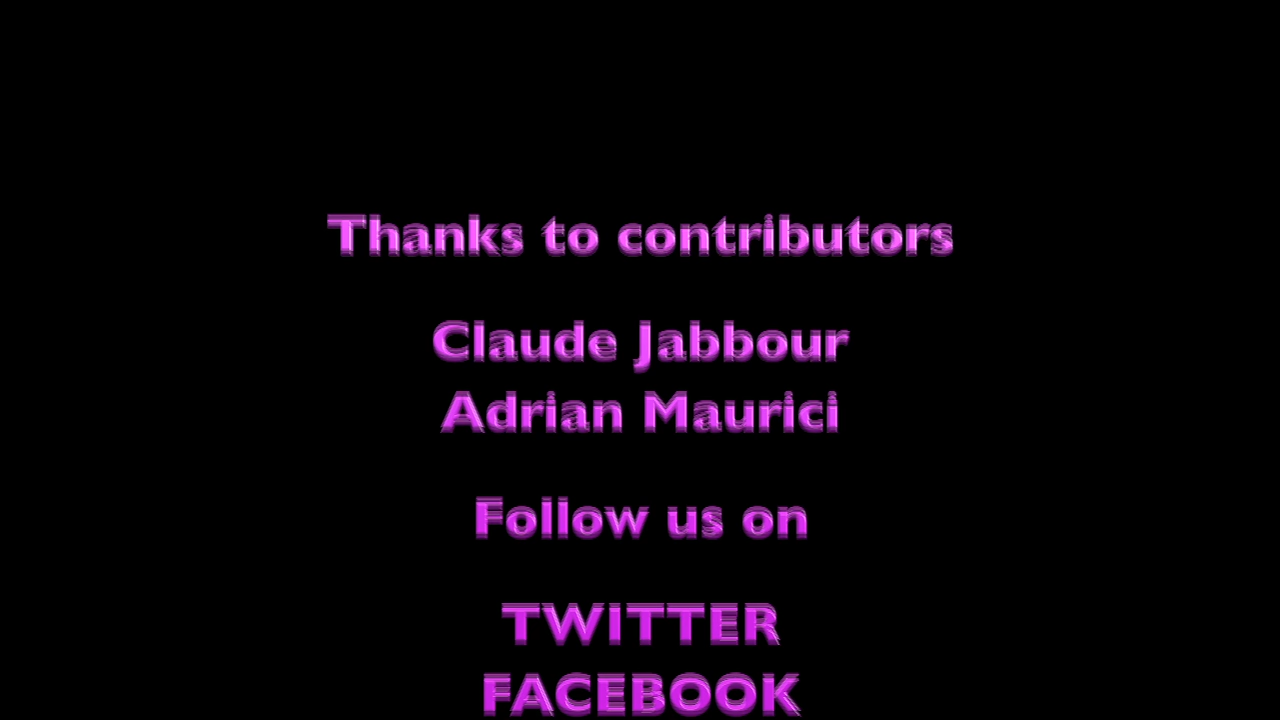 Thanks to contributors
Claude Jabbour
Adrian Maurici
Follow us on
TWITTER
FACEBOOK